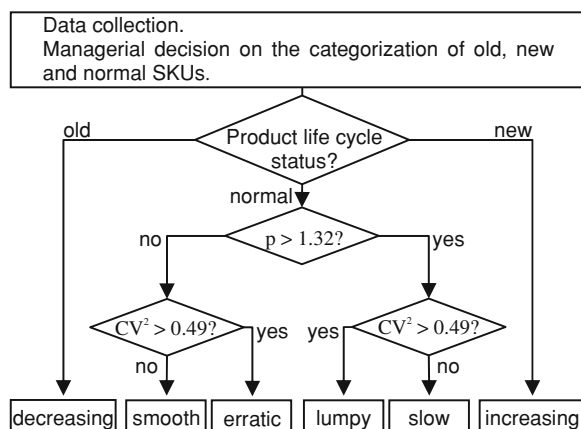 Data collection.
Managerial decision on the categorization of old, new
and normal SKUs.
old
Product life cycle
status?
new
normal
no
p > 1.32?
yes
CV² > 0.49?
yes
yes
CV² > 0.49?
no
no
decreasing
smooth
erratic
lumpy
slow
increasing